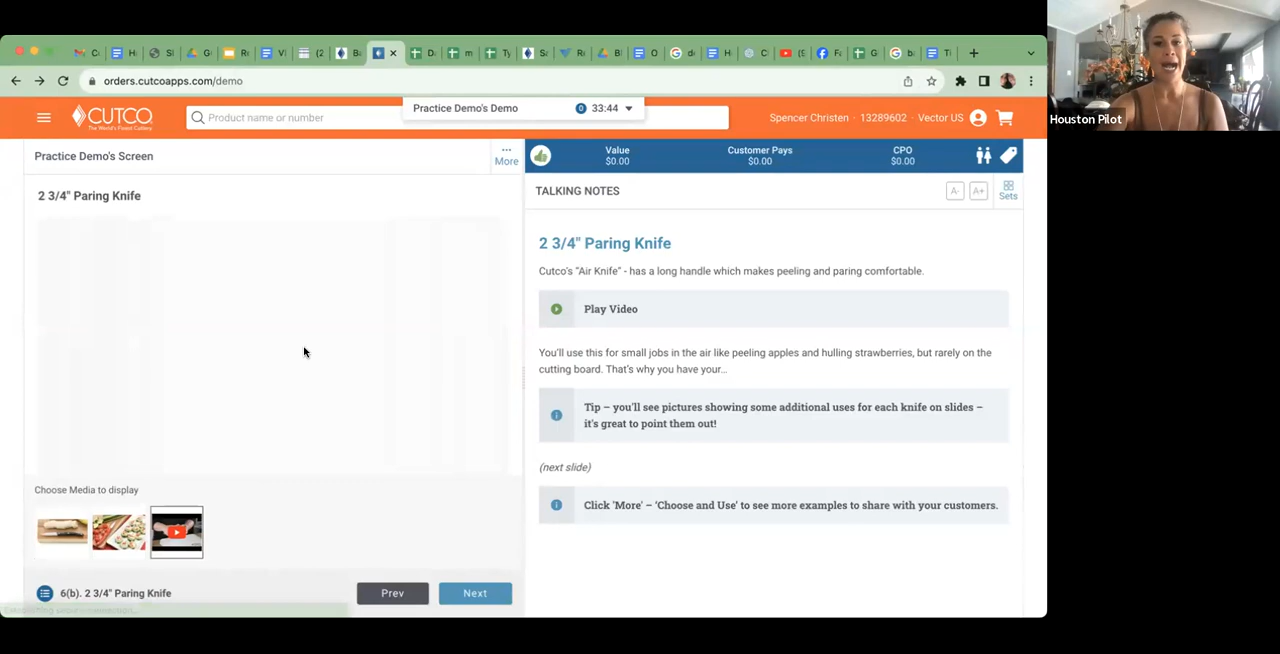 orders.cutcoapps.com/demo
CUTCO
The World's Finest Cutlery
Product name or number
Practice Demo's Demo
0
33:44
Spencer Christen · 13289602 · Vector US
Houston Pilot
Practice Demo's Screen
...
More
Value
$0.00
Customer Pays
$0.00
CPO
$0.00
2 3/4" Paring Knife
TALKING NOTES
A-
A+
Sets
2 3/4" Paring Knife
Cutco's "Air Knife" - has a long handle which makes peeling and paring comfortable.
Play Video
You'll use this for small jobs in the air like peeling apples and hulling strawberries, but rarely on the
cutting board. That's why you have your...
Tip – you'll see pictures showing some additional uses for each knife on slides –
it's great to point them out!
(next slide)
Click 'More' – 'Choose and Use' to see more examples to share with your customers.
Choose Media to display
6(b). 2 3/4" Paring Knife
Prev
Next